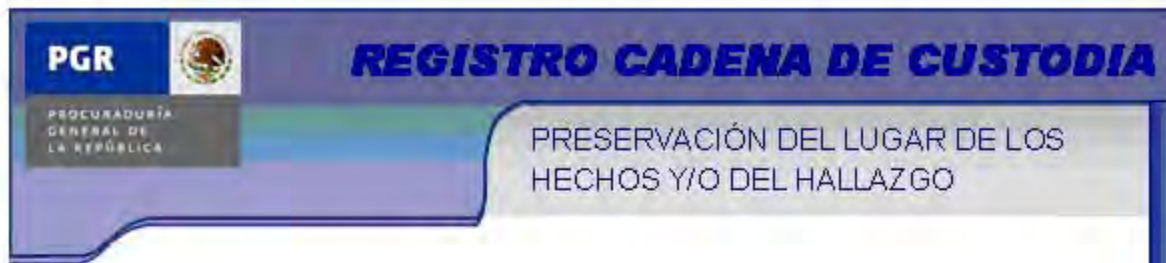 PGR
PROCURADURÍA
GENERAL DE
LA REPÚBLICA
REGISTRO CADENA DE CUSTODIA
PRESERVACIÓN DEL LUGAR DE LOS
HECHOS Y/O DEL HALLAZGO